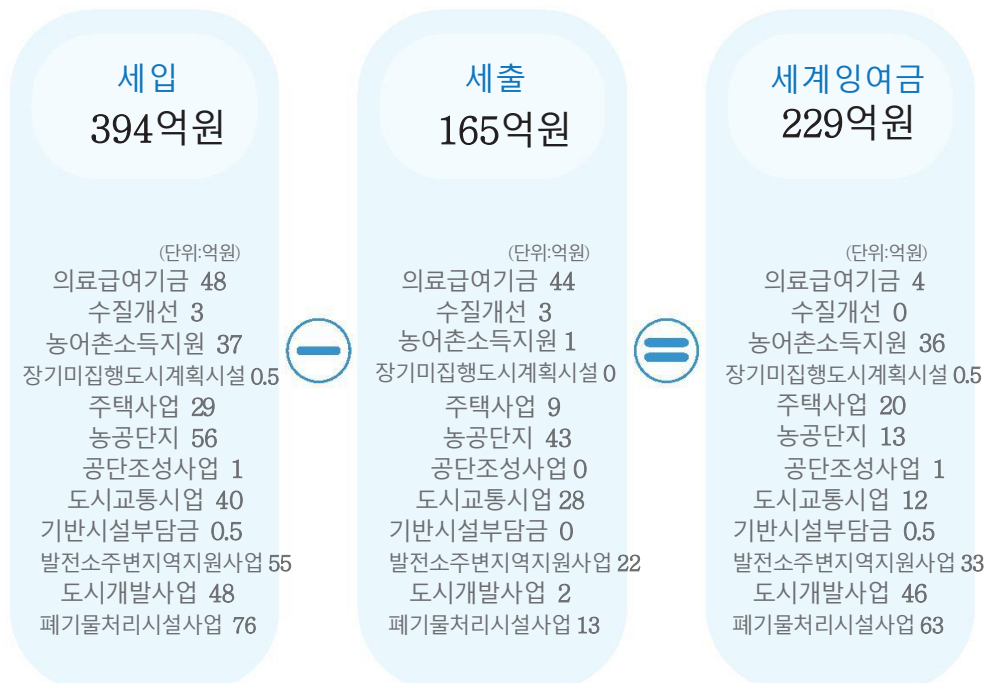 세입
394억원
(단위:억원)
의료급여기금 48
수질개선 3
농어촌소득지원 37
장기미집행도시계획시설 0.5
주택사업 29
농공단지 56
공단조성사업 1
도시교통시업 40
기반시설부담금 0.5
발전소주변지역지원사업 55
도시개발사업 48
폐기물처리시설사업 76
세출
165억원
(단위:억원)
의료급여기금 44
수질개선 3
농어촌소득지원 1
장기미집행도시계획시설 0
주택사업 9
농공단지 43
공단조성사업 0
도시교통시업 28
기반시설부담금 0
발전소주변지역지원사업 22
도시개발사업 2
폐기물처리시설사업 13
세계잉여금
229억원
(단위:억원)
의료급여기금 4
수질개선 0
농어촌소득지원 36
장기미집행도시계획시설 0.5
주택사업 20
농공단지 13
공단조성사업 1
도시교통시업 12
기반시설부담금 0.5
발전소주변지역지원사업 33
도시개발사업 46
폐기물처리시설사업 63